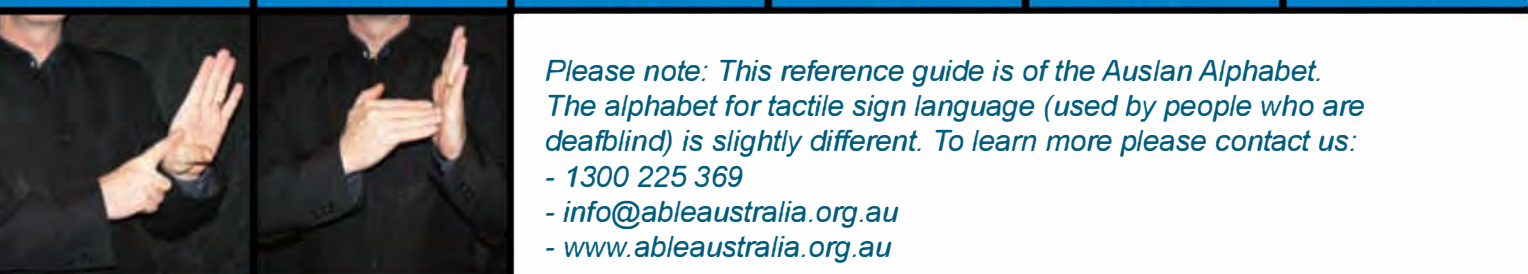 Please note: This reference guide is of the Auslan Alphabet.
The alphabet for tactile sign language (used by people who are
deafblind) is slightly different. To learn more please contact us:
- 1300 225 369
- info@ableaustralia.org.au
- www.ableaustralia.org.au